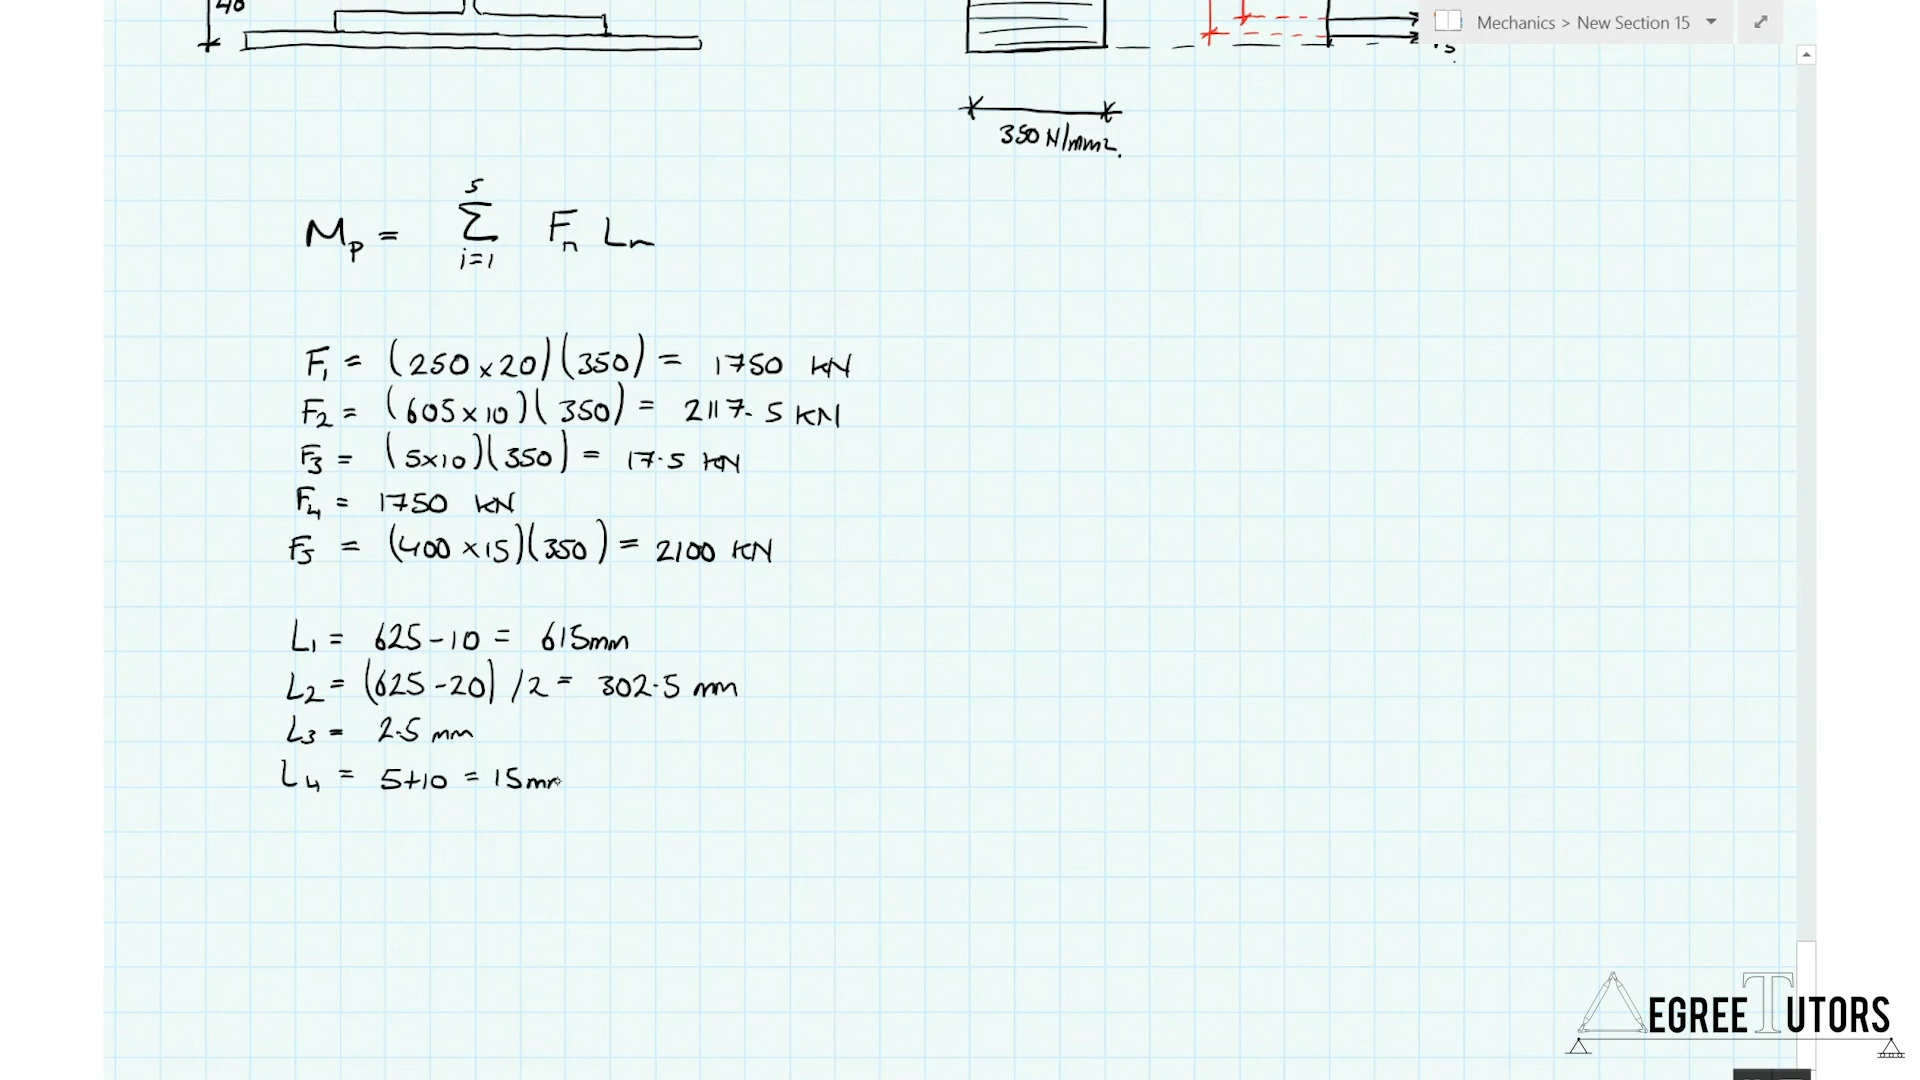 40
Mechanics > New Section 15
15
350 N/mm2.
5
Mp = Σ Fn Ln
i=1
F1 = (250 x 20)(350) = 1750 KN
F2 = (605 x 10)(350) = 2117.5 KN
F3 = (5x10)(350) = 17.5 KN
F4 = 1750 KN
F5 = (400 x 15)(350) = 2100 KN
L1 = 625 - 10 = 615mm
L2 = (625 - 20) / 2 = 302.5 mm
L3 = 2.5 mm
L4 = 5+10 = 15mm
DEGREE TUTORS